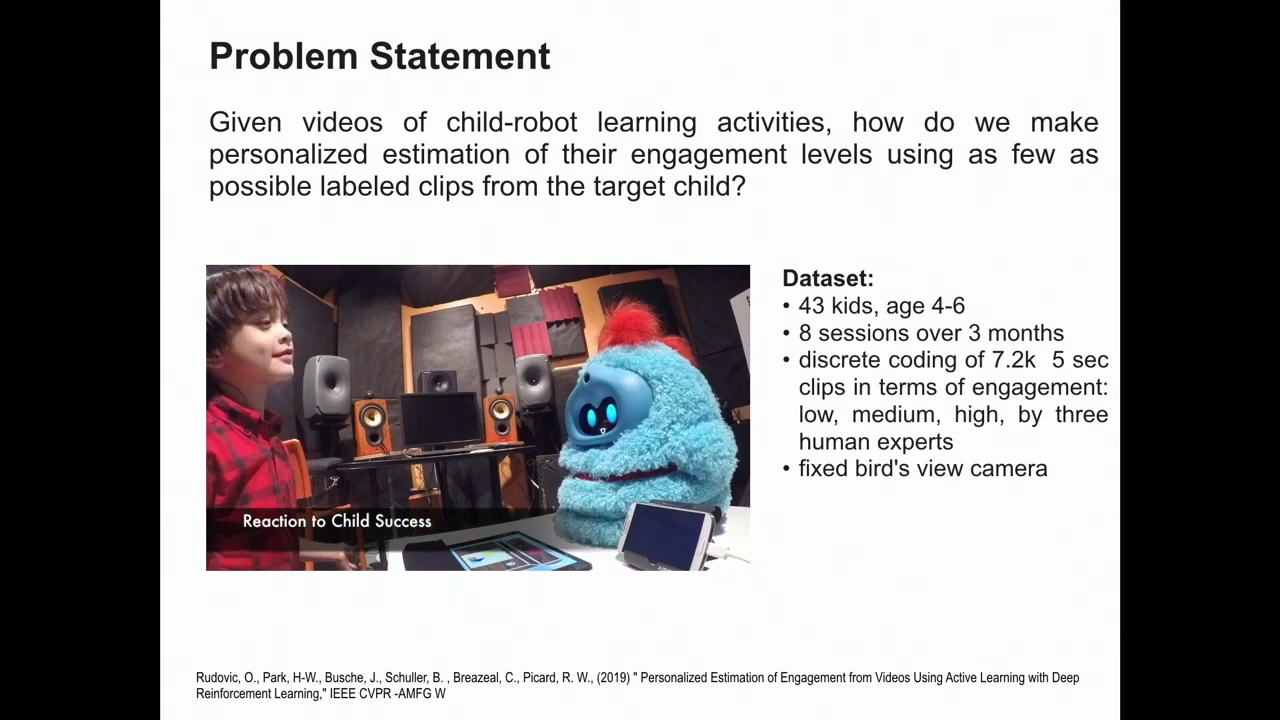 Problem Statement
Given videos of child-robot learning activities, how do we make
personalized estimation of their engagement levels using as few as
possible labeled clips from the target child?
Dataset:
• 43 kids, age 4-6
• 8 sessions over 3 months
• discrete coding of 7.2k 5 sec
clips in terms of engagement:
low, medium, high, by three
human experts
• fixed bird's view camera
Reaction to Child Success
Rudovic, O., Park, H-W., Busche, J., Schuller, B. , Breazeal, C., Picard, R. W., (2019) " Personalized Estimation of Engagement from Videos Using Active Learning with Deep
Reinforcement Learning," IEEE CVPR -AMFG W